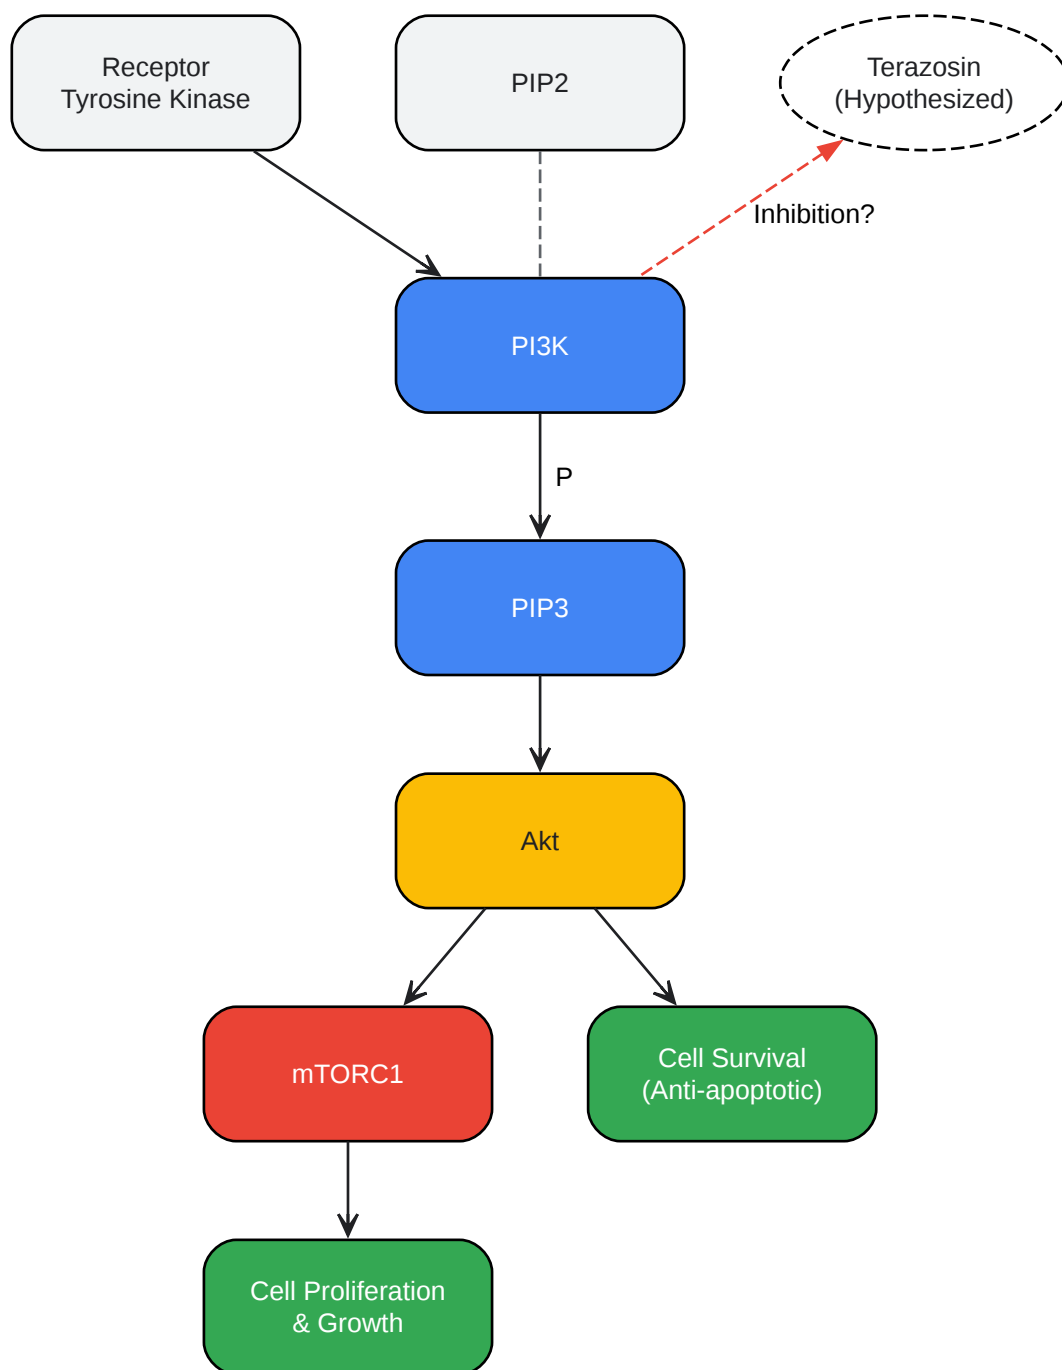 Receptor
Tyrosine Kinase
PIP2
Terazosin
(Hypothesized)
Inhibition?
PI3K
P
PIP3
Akt
mTORC1
Cell Survival
(Anti-apoptotic)
Cell Proliferation
& Growth